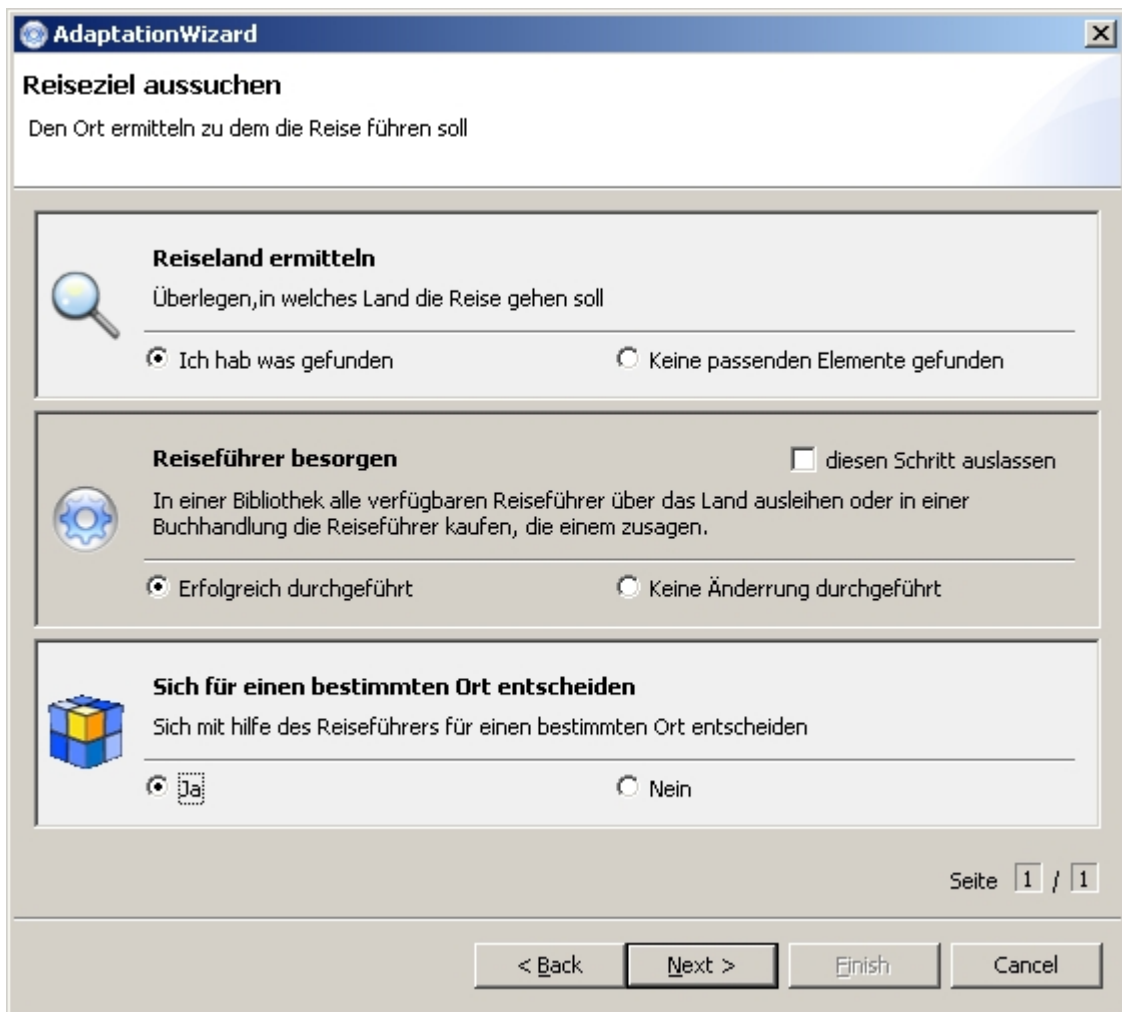 AdaptationWizard
Reiseziel aussuchen
Den Ort ermitteln zu dem die Reise führen soll
Reiseland ermitteln
Überlegen,in welches Land die Reise gehen soll
Ich hab was gefunden Keine passenden Elemente gefunden
Reiseführer besorgen diesen Schritt auslassen
In einer Bibliothek alle verfügbaren Reiseführer über das Land ausleihen oder in einer
Buchhandlung die Reiseführer kaufen, die einem zusagen.
Erfolgreich durchgeführt Keine Änderrung durchgeführt
Sich für einen bestimmten Ort entscheiden
Sich mit hilfe des Reiseführers für einen bestimmten Ort entscheiden
Ja Nein
Seite 1 / 1
< Back Next > Finish Cancel